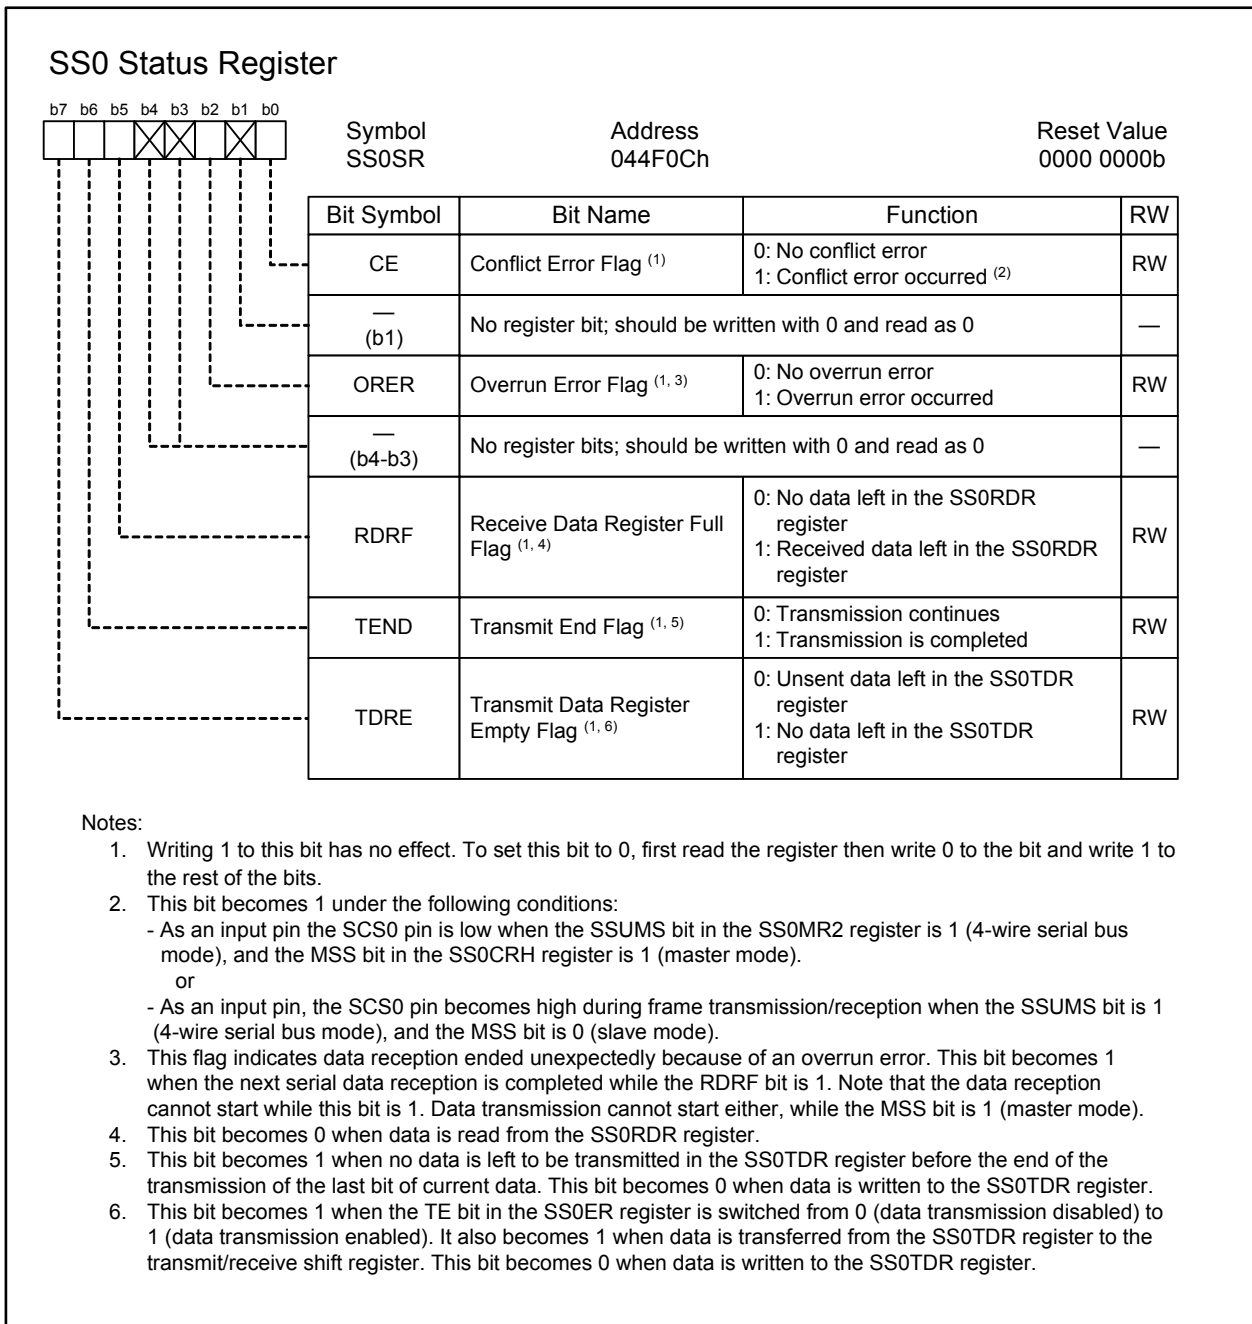 SS0 Status Register
b7 b6 b5 b4 b3 b2 b1 b0
Symbol Address Reset Value
SS0SR 044F0Ch 0000 0000b
Bit Symbol Bit Name Function RW
CE Conflict Error Flag (1) 0: No conflict error
1: Conflict error occurred (2) RW
—
(b1) No register bit; should be written with 0 and read as 0 —
ORER Overrun Error Flag (1, 3) 0: No overrun error
1: Overrun error occurred RW
—
(b4-b3) No register bits; should be written with 0 and read as 0 —
RDRF Receive Data Register Full
Flag (1, 4) 0: No data left in the SS0RDR
register
1: Received data left in the SS0RDR
register RW
TEND Transmit End Flag (1, 5) 0: Transmission continues
1: Transmission is completed RW
TDRE Transmit Data Register
Empty Flag (1, 6) 0: Unsent data left in the SS0TDR
register
1: No data left in the SS0TDR
register RW
Notes:
1. Writing 1 to this bit has no effect. To set this bit to 0, first read the register then write 0 to the bit and write 1 to
the rest of the bits.
2. This bit becomes 1 under the following conditions:
- As an input pin the SCS0 pin is low when the SSUMS bit in the SS0MR2 register is 1 (4-wire serial bus
mode), and the MSS bit in the SS0CRH register is 1 (master mode).
or
- As an input pin, the SCS0 pin becomes high during frame transmission/reception when the SSUMS bit is 1
(4-wire serial bus mode), and the MSS bit is 0 (slave mode).
3. This flag indicates data reception ended unexpectedly because of an overrun error. This bit becomes 1
when the next serial data reception is completed while the RDRF bit is 1. Note that the data reception
cannot start while this bit is 1. Data transmission cannot start either, while the MSS bit is 1 (master mode).
4. This bit becomes 0 when data is read from the SS0RDR register.
5. This bit becomes 1 when no data is left to be transmitted in the SS0TDR register before the end of the
transmission of the last bit of current data. This bit becomes 0 when data is written to the SS0TDR register.
6. This bit becomes 1 when the TE bit in the SS0ER register is switched from 0 (data transmission disabled) to
1 (data transmission enabled). It also becomes 1 when data is transferred from the SS0TDR register to the
transmit/receive shift register. This bit becomes 0 when data is written to the SS0TDR register.